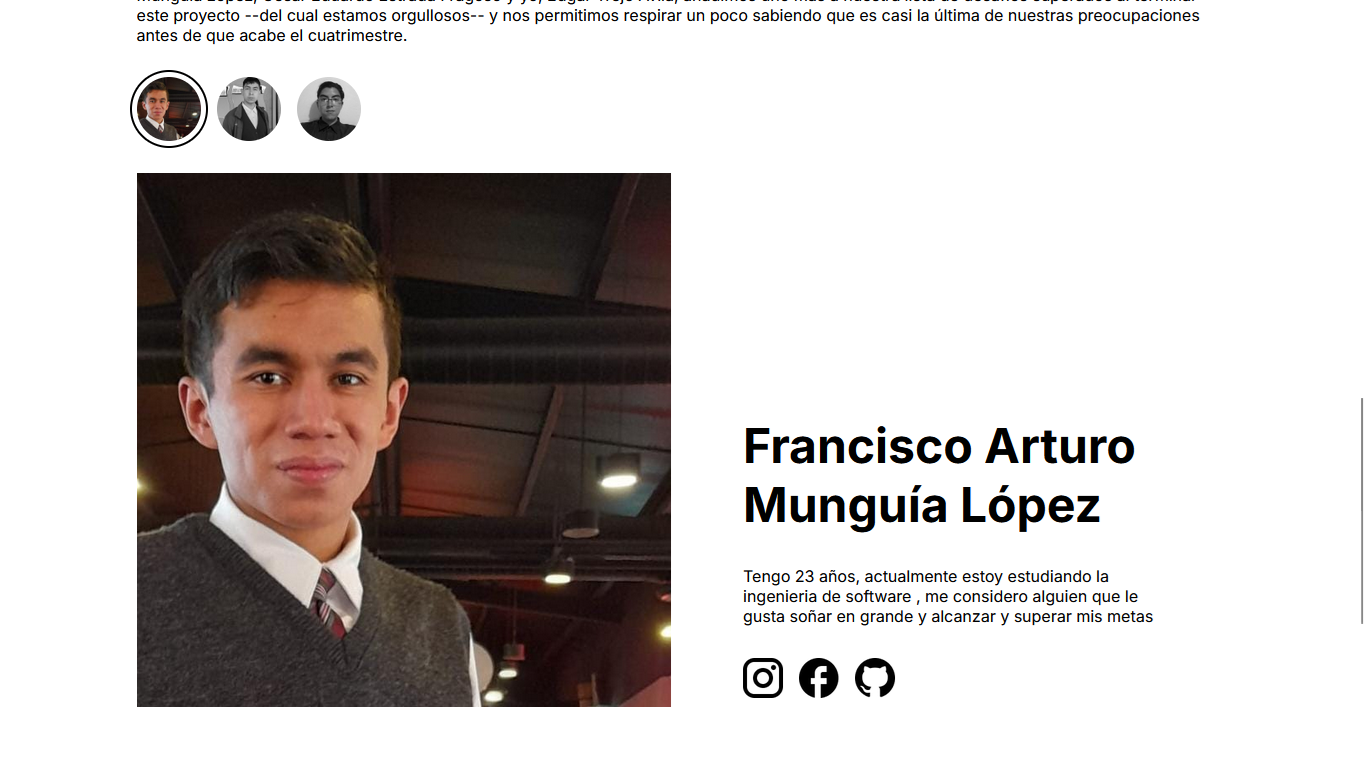 este proyecto --del cual estamos orgullosos-- y nos permitimos respirar un poco sabiendo que es casi la última de nuestras preocupaciones
antes de que acabe el cuatrimestre.
Francisco Arturo
Munguía López
Tengo 23 años, actualmente estoy estudiando la
ingenieria de software , me considero alguien que le
gusta soñar en grande y alcanzar y superar mis metas